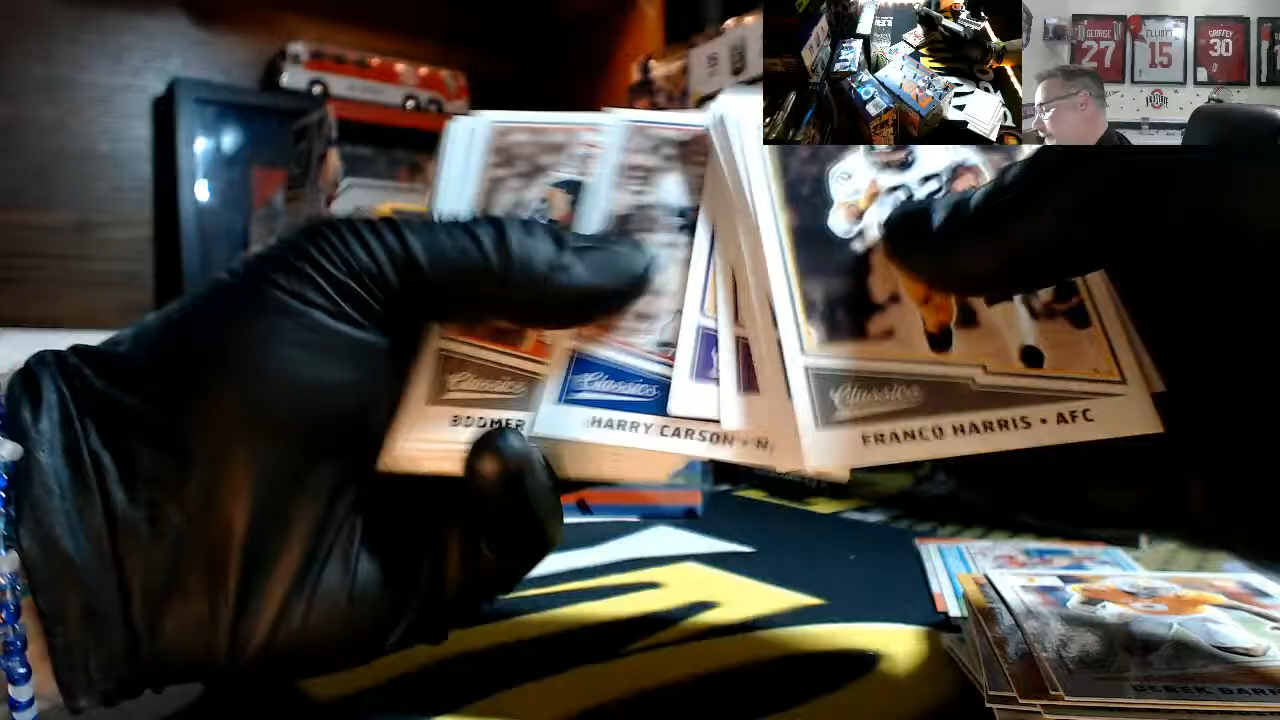 GEORGE
27
ELLIOTT
15
GRIFFEY
30
Classics
BOOMER
Classics
HARRY CARSON • N
Classics
FRANCO HARRIS • AFC
DEREK BAR